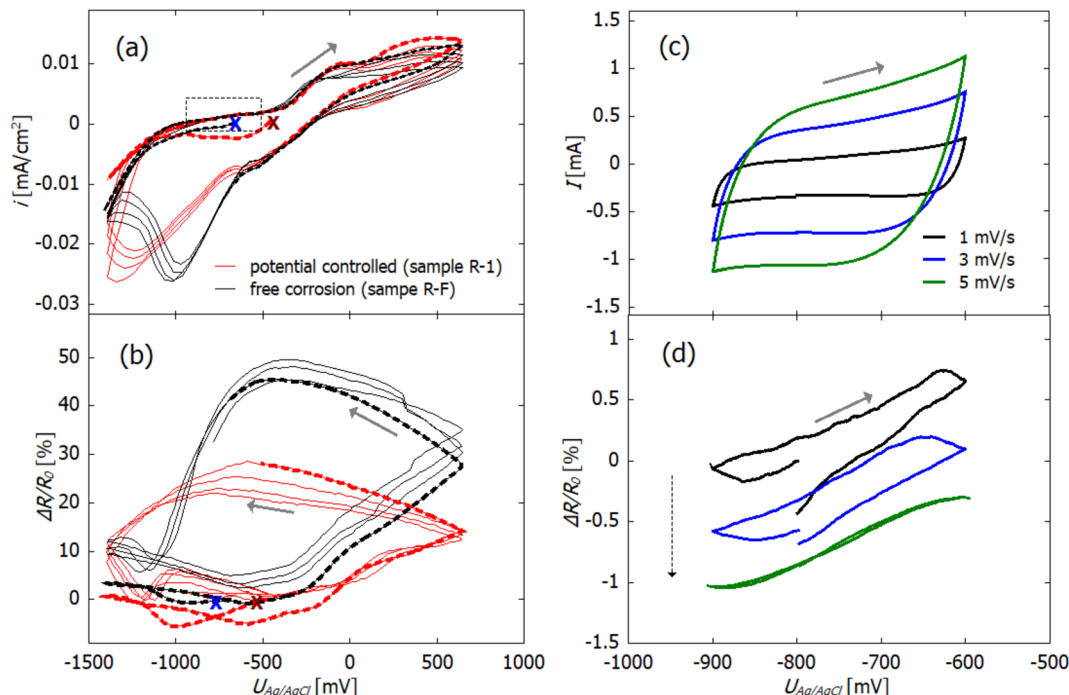 (a)
i [mA/cm²]
0.01
0
-0.01
-0.02
-0.03
X
X
potential controlled (sample R-1)
free corrosion (sampe R-F)
(b)
ΔR/R₀ [%]
50
40
30
20
10
0
X
X
-1500
-1000
-500
0
500
1000
U_Ag/AgCl [mV]
(c)
I [mA]
1.5
1
0.5
0
-0.5
-1
-1.5
1 mV/s
3 mV/s
5 mV/s
(d)
ΔR/R₀ [%]
1
0.5
0
-0.5
-1
-1.5
-1000
-900
-800
-700
-600
-500
U_Ag/AgCl [mV]